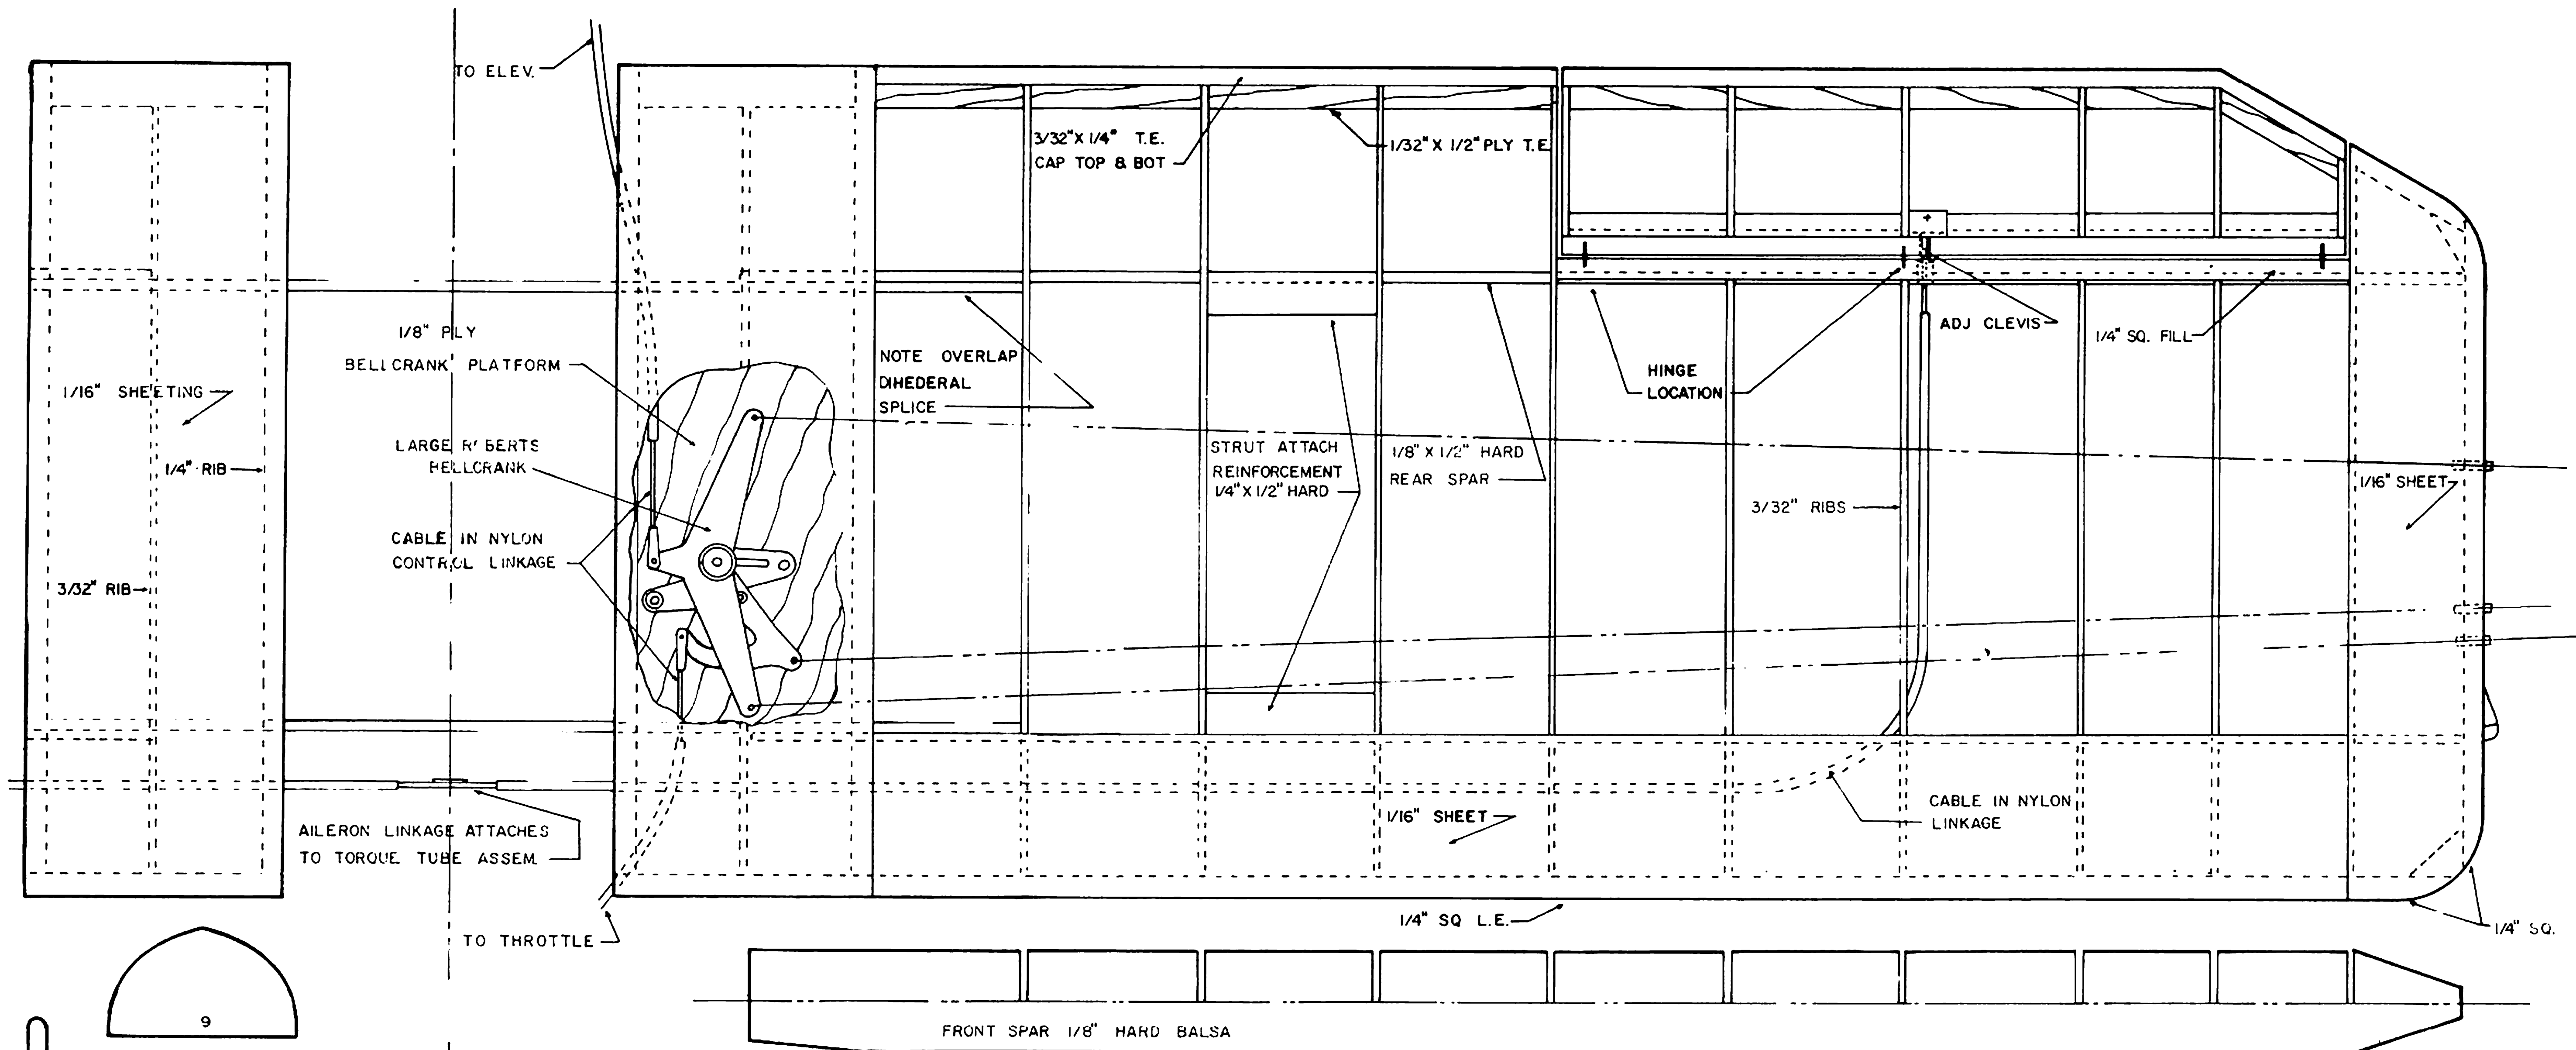 TO ELEV.
3/32" X 1/4" T.E.
CAP TOP & BOT
1/32" X 1/2" PLY T.E.
1/8" PLY
BELLCRANK PLATFORM
1/16" SHEETING
NOTE OVERLAP
DIHEDERAL
SPLICE
HINGE
LOCATION
ADJ CLEVIS
1/4" SQ. FILL
LARGE R' BERTS
BELLCRANK
1/4" RIB
STRUT ATTACH
REINFORCEMENT
1/4" X 1/2" HARD
1/8" X 1/2" HARD
REAR SPAR
3/32" RIBS
1/16" SHEET
CABLE IN NYLON
CONTROL LINKAGE
3/32" RIB
AILERON LINKAGE ATTACHES
TO TORQUE TUBE ASSEM
1/16" SHEET
CABLE IN NYLON
LINKAGE
TO THROTTLE
1/4" SQ L.E.
1/4" SQ.
9
FRONT SPAR 1/8" HARD BALSA